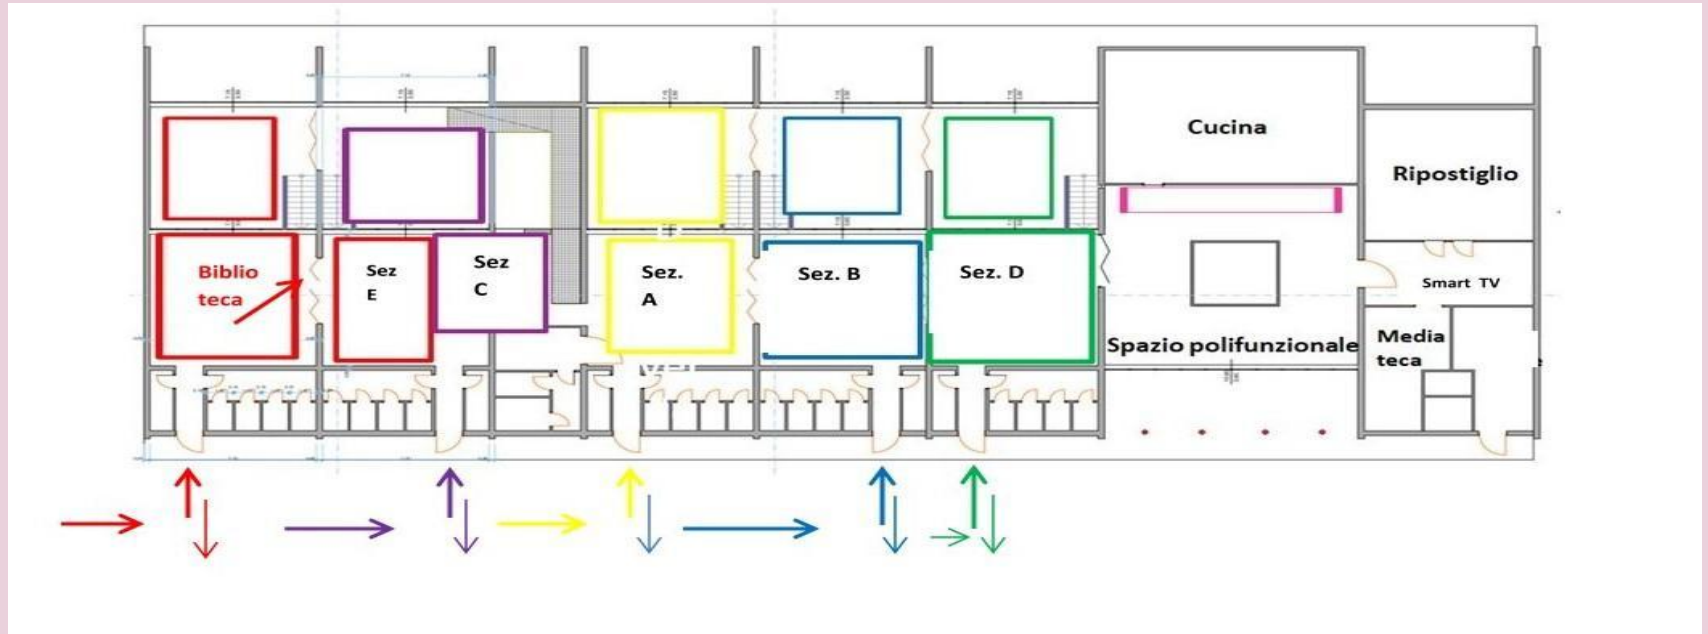 Cucina
Ripostiglio
Biblio
teca
Sez
E
Sez
C
Sez.
A
Sez. B
Sez. D
Smart TV
Spazio polifunzionale
Media
teca